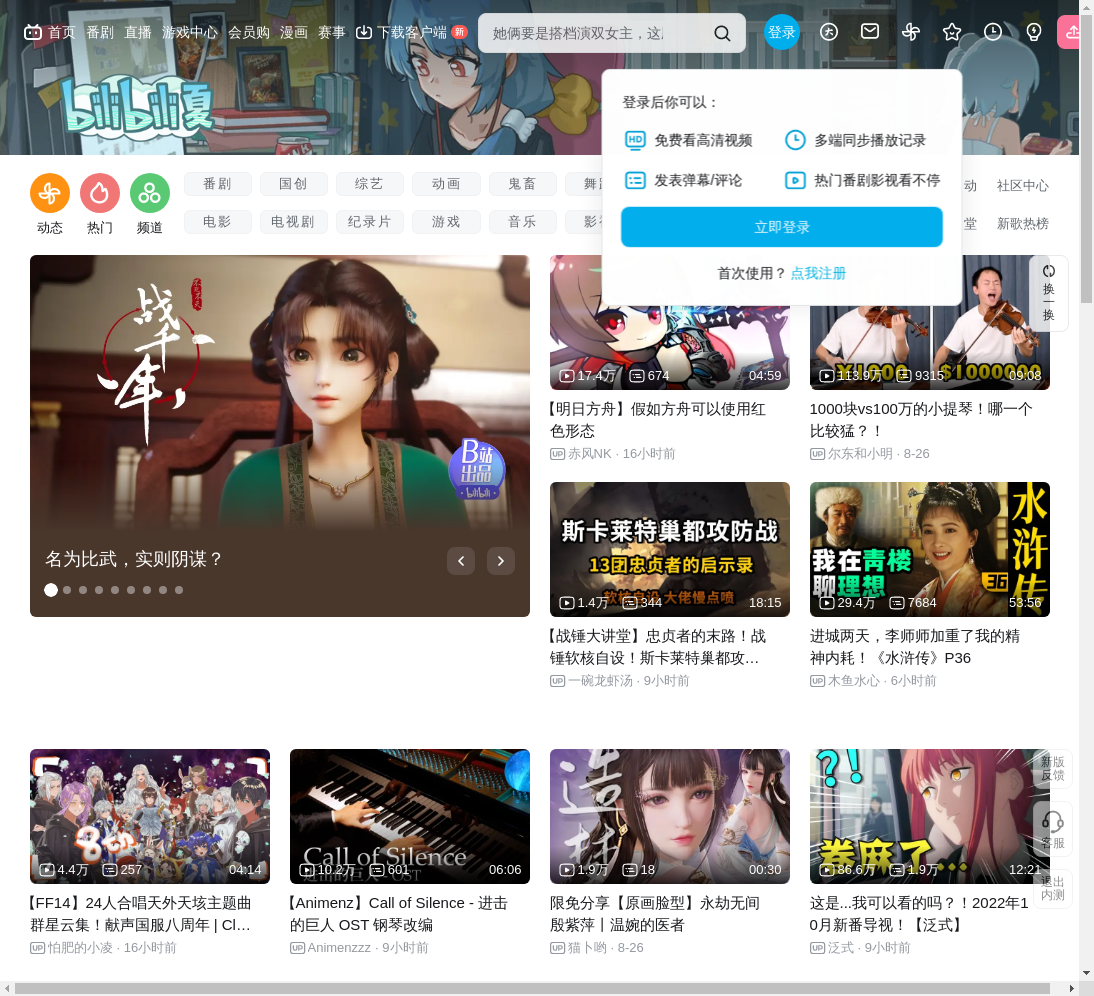 首页 番剧 直播 游戏中心 会员购 漫画 赛事 下载客户端 新
她俩要是搭档演双女主，这
登录
bilibili夏
登录后你可以：
HD 免费看高清视频 多端同步播放记录
发表弹幕/评论 热门番剧影视看不停
立即登录
首次使用？ 点我注册
动态 热门 频道
番剧 国创 综艺 动画 鬼畜
动 社区中心
电影 电视剧 纪录片 游戏 音乐
堂 新歌热榜
换一换
战千年
B站出品
bilibili
名为比武，实则阴谋？
17.4万 674 04:59
【明日方舟】假如方舟可以使用红
色形态
UP 赤风NK · 16小时前
¥1000 $1000000
113.9万 9315 09:08
1000块vs100万的小提琴！哪一个
比较猛？！
UP 尔东和小明 · 8-26
斯卡莱特巢都攻防战
13团忠贞者的启示录
软核自设 大佬慢点喷
1.4万 344 18:15
【战锤大讲堂】忠贞者的末路！战
锤软核自设！斯卡莱特巢都攻…
UP 一碗龙虾汤 · 9小时前
水浒传
36
我在青楼
聊理想
29.4万 7684 53:56
进城两天，李师师加重了我的精
神内耗！《水浒传》P36
UP 木鱼水心 · 6小时前
8th
4.4万 257 04:14
【FF14】24人合唱天外天垓主题曲
群星云集！献声国服八周年 | Cl…
UP 怕肥的小凌 · 16小时前
Call of Silence
进击的巨人 OST
10.2万 601 06:06
【Animenz】Call of Silence - 进击
的巨人 OST 钢琴改编
UP Animenzzz · 9小时前
造梦
1.9万 18 00:30
限免分享【原画脸型】永劫无间
殷紫萍丨温婉的医者
UP 猫卜哟 · 8-26
?!
卷麻了...
86.6万 1.9万 12:21
这是...我可以看的吗？！2022年1
0月新番导视！【泛式】
UP 泛式 · 9小时前
新版
反馈
客服
退出
内测